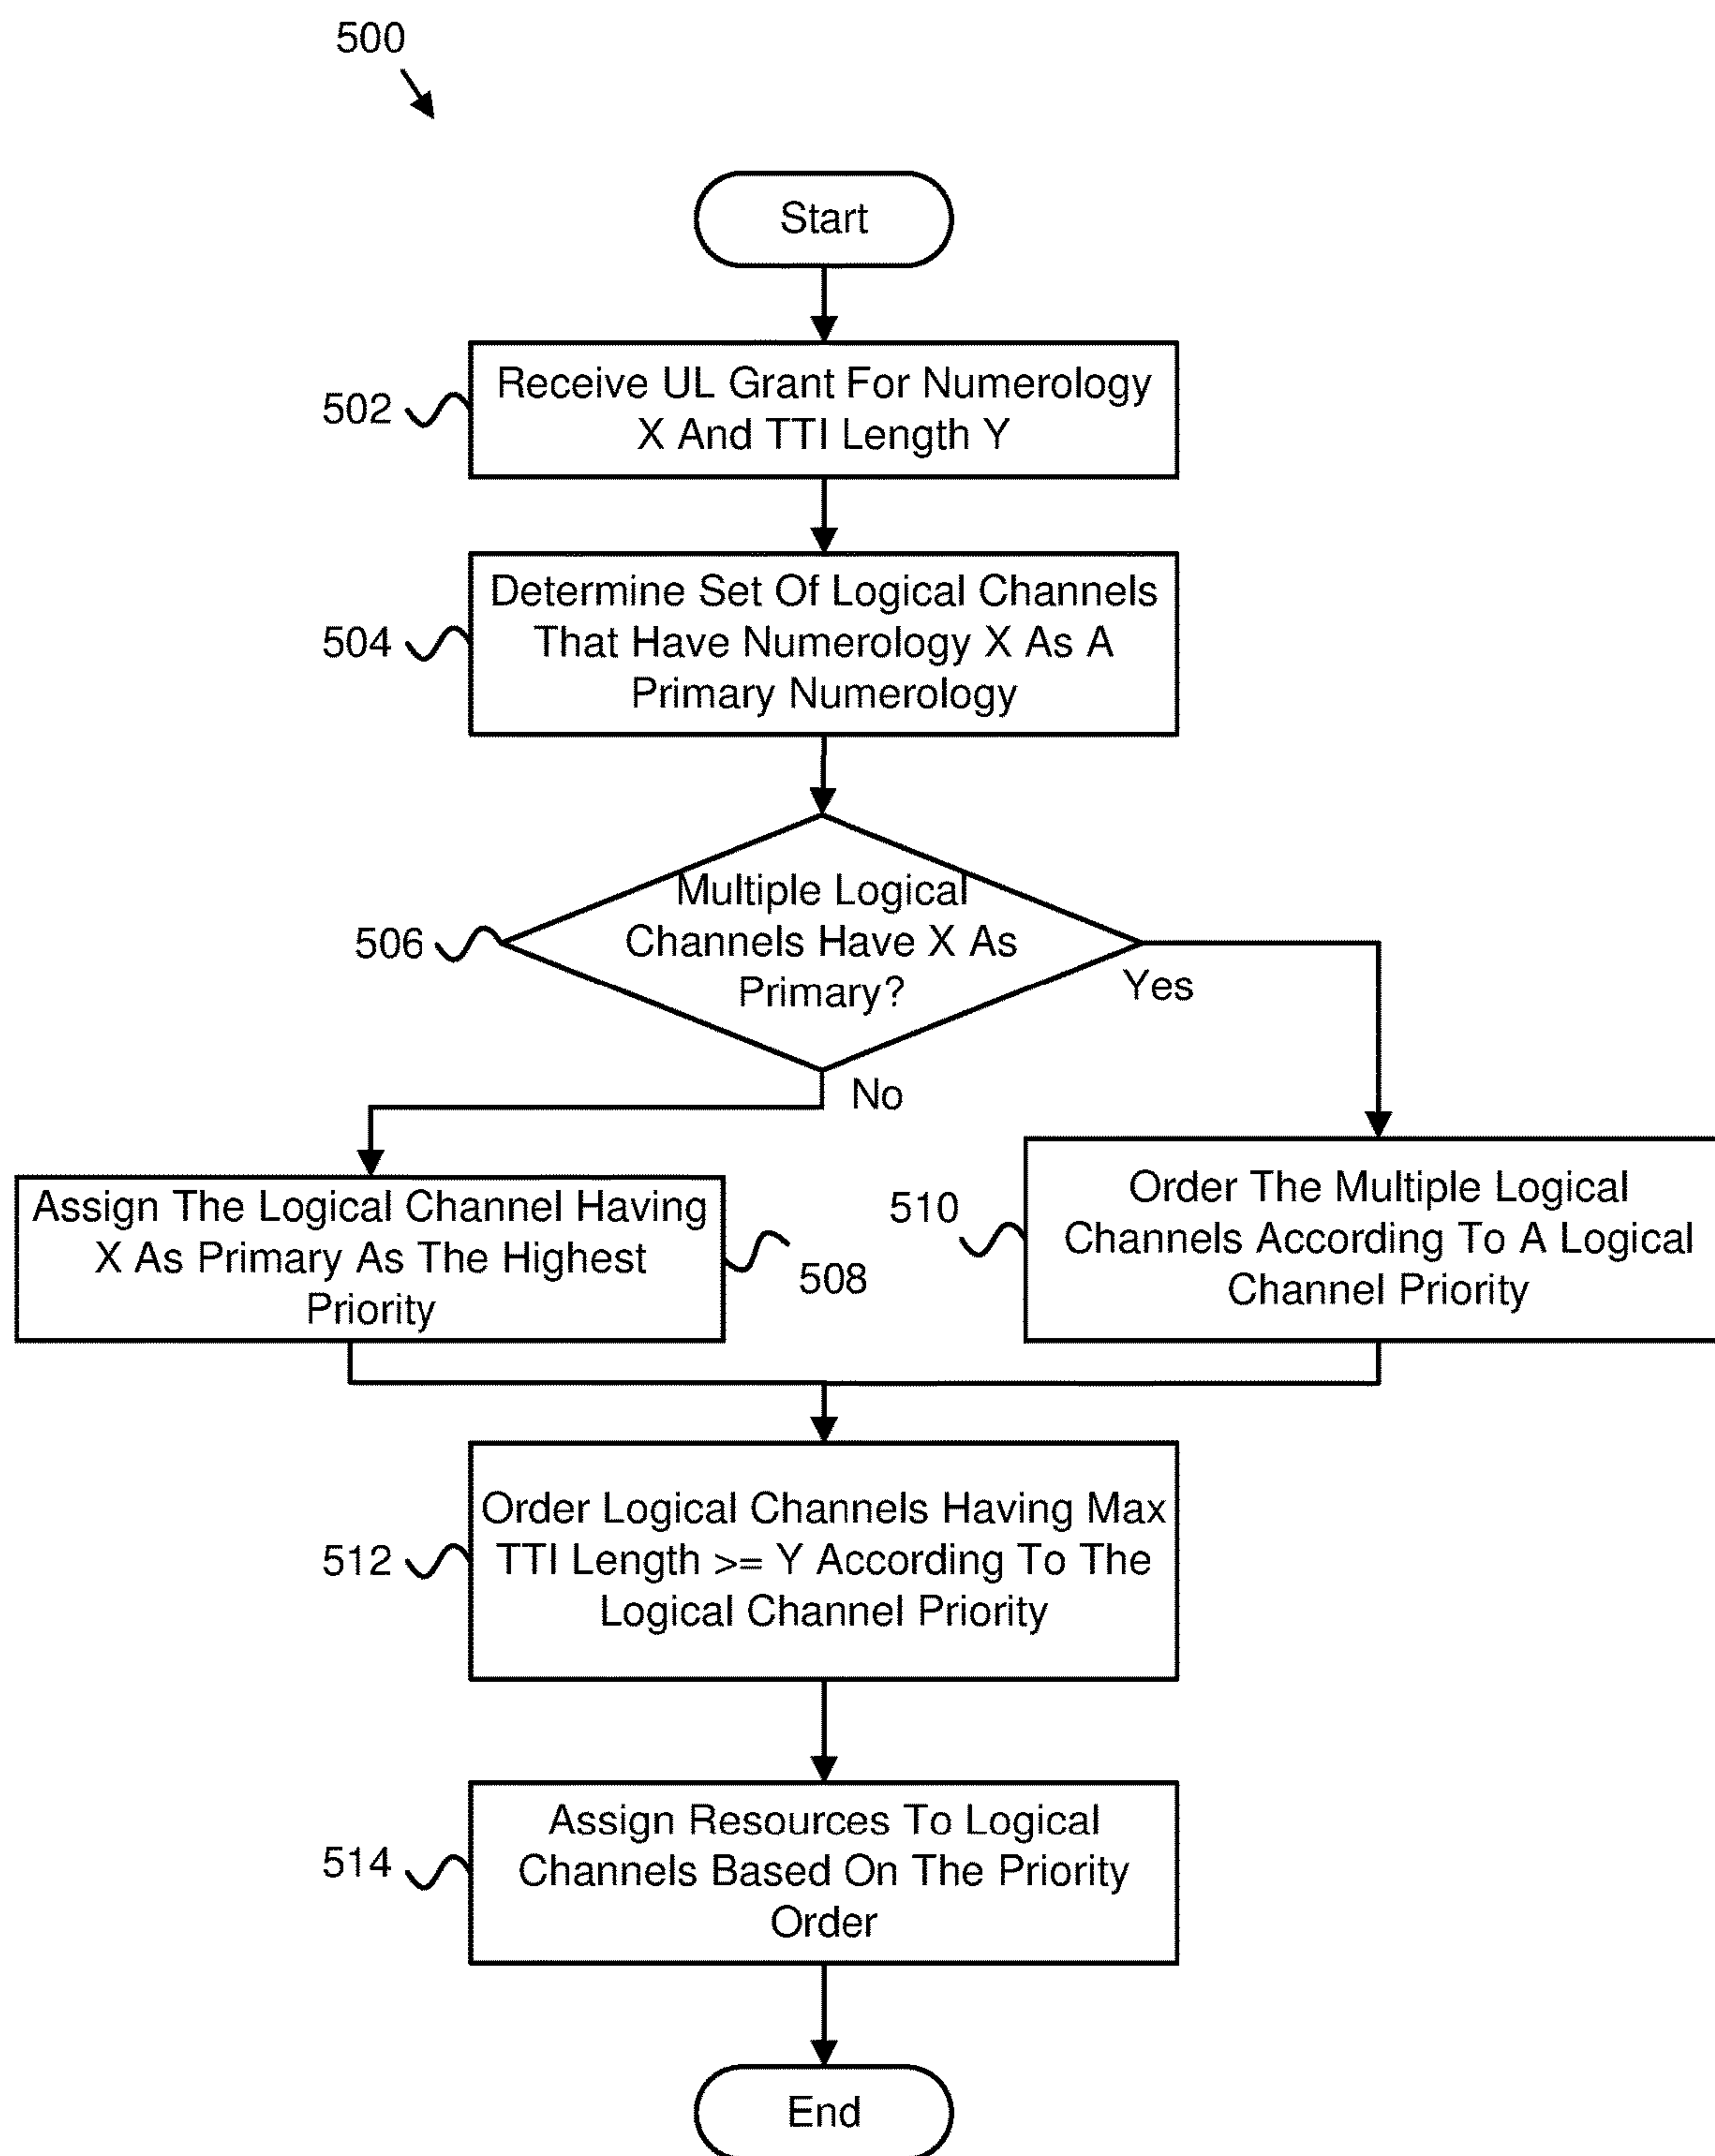 500
Start
502
Receive UL Grant For Numerology
X And TTI Length Y
504
Determine Set Of Logical Channels
That Have Numerology X As A
Primary Numerology
506
Multiple Logical
Channels Have X As
Primary?
Yes
No
Assign The Logical Channel Having
X As Primary As The Highest
Priority
508
510
Order The Multiple Logical
Channels According To A Logical
Channel Priority
512
Order Logical Channels Having Max
TTI Length >= Y According To The
Logical Channel Priority
514
Assign Resources To Logical
Channels Based On The Priority
Order
End